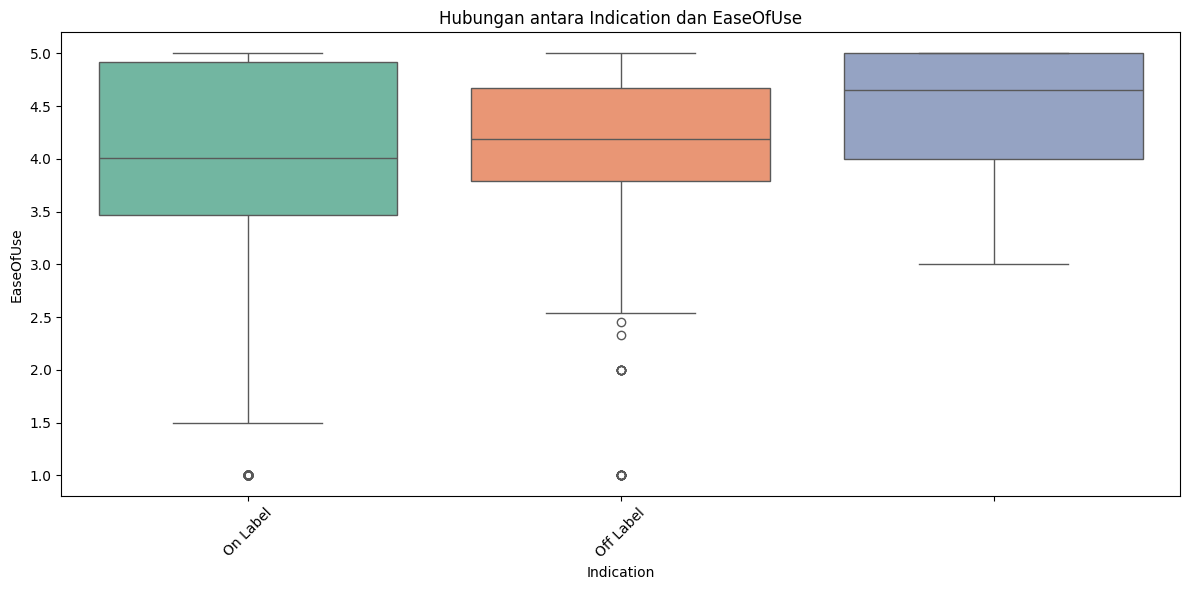 Hubungan antara Indication dan EaseOfUse
5.0
4.5
4.0
3.5
3.0
2.5
2.0
1.5
1.0
EaseOfUse
On Label
Off Label
Indication